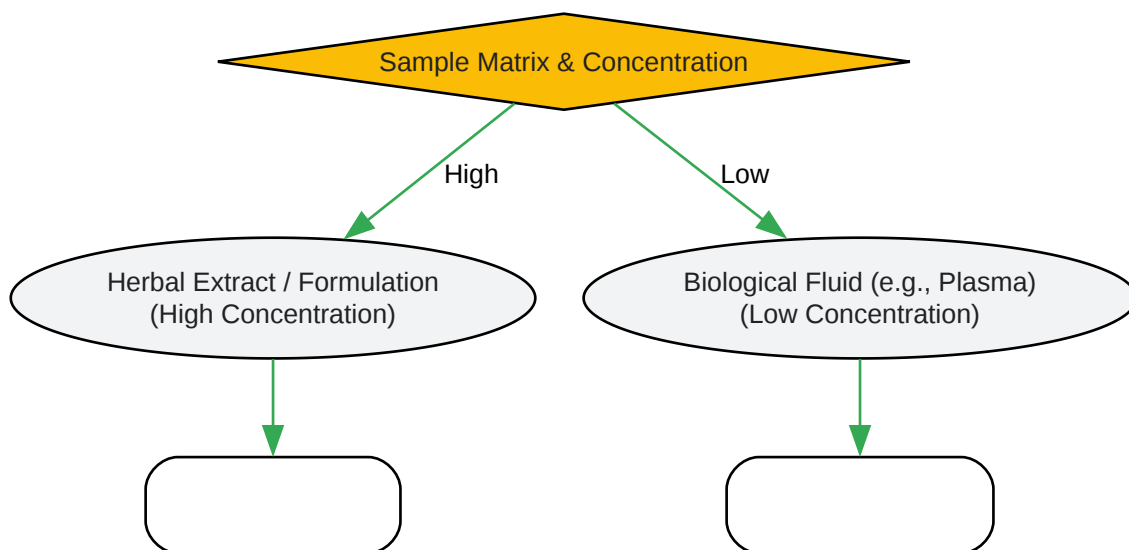 Sample Matrix & Concentration
High
Low
Herbal Extract / Formulation
(High Concentration)
Biological Fluid (e.g., Plasma)
(Low Concentration)